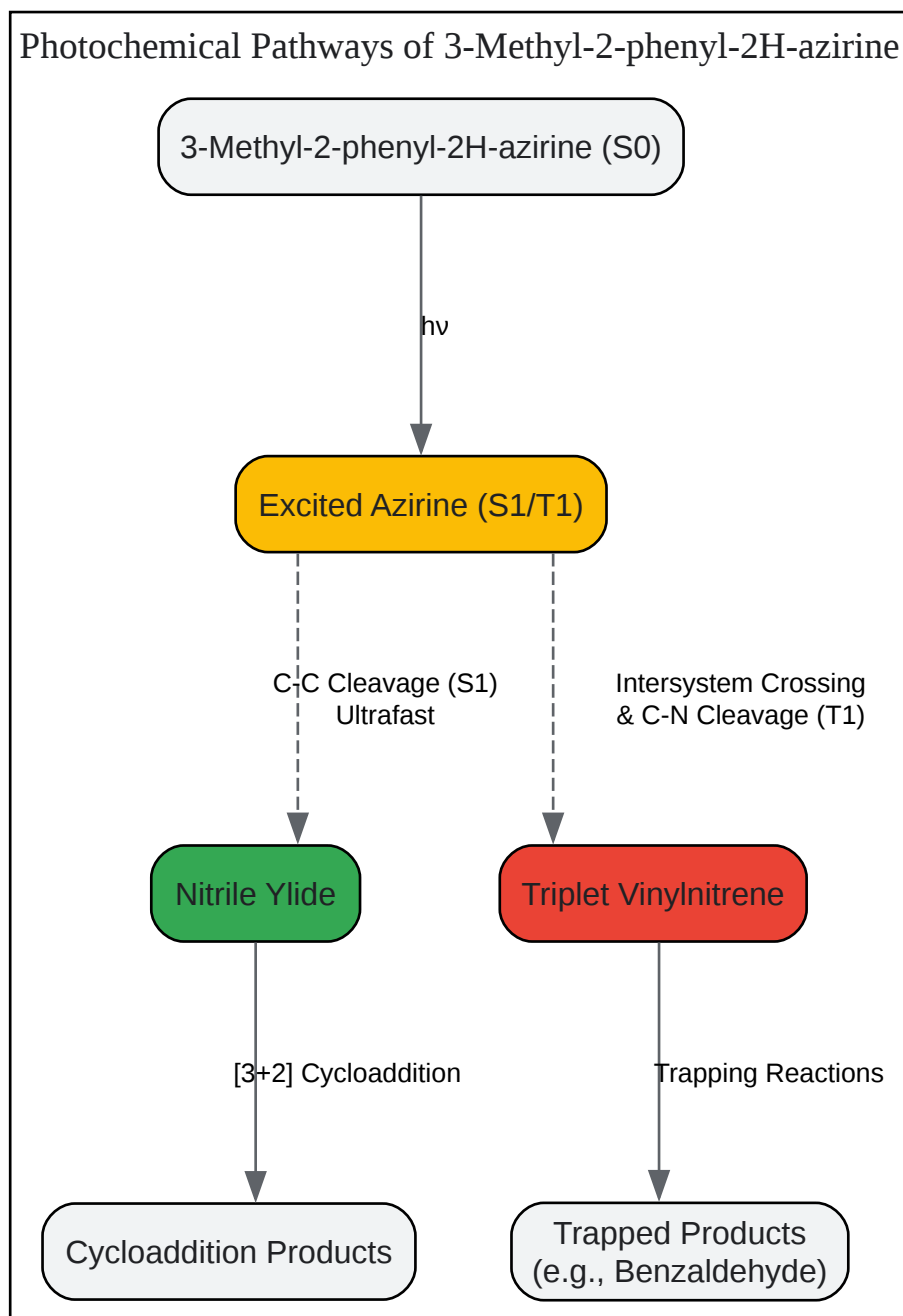 Photochemical Pathways of 3-Methyl-2-phenyl-2H-azirine
3-Methyl-2-phenyl-2H-azirine (S0)
hν
Excited Azirine (S1/T1)
C-C Cleavage (S1)
Ultrafast
Intersystem Crossing
& C-N Cleavage (T1)
Nitrile Ylide
Triplet Vinylnitrene
[3+2] Cycloaddition
Trapping Reactions
Cycloaddition Products
Trapped Products
(e.g., Benzaldehyde)